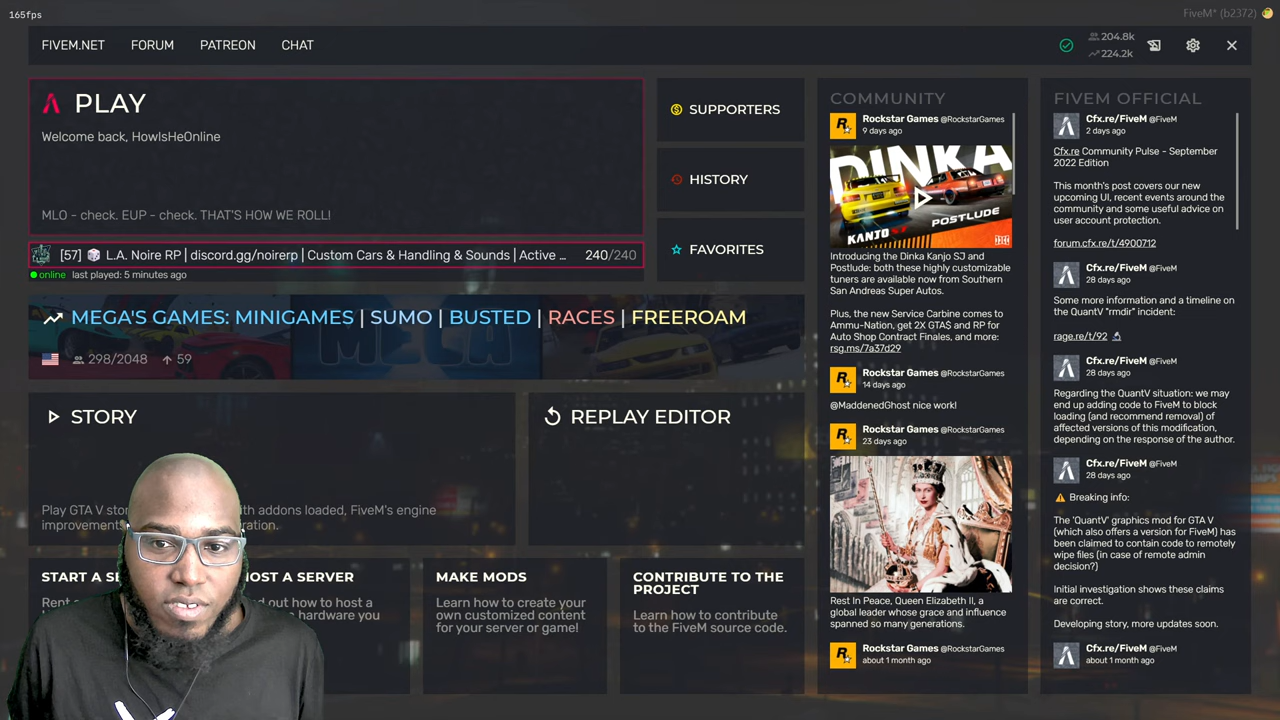 165fps
FiveM* (b2372)
FIVEM.NET
FORUM
PATREON
CHAT
204.8k
224.2k
PLAY
Welcome back, HowIsHeOnline
MLO - check. EUP - check. THAT'S HOW WE ROLL!
[57] L.A. Noire RP | discord.gg/noirerp | Custom Cars & Handling & Sounds | Active ... 240/240
online last played: 5 minutes ago
SUPPORTERS
HISTORY
FAVORITES
MEGA'S GAMES: MINIGAMES | SUMO | BUSTED | RACES | FREEROAM
298/2048 59
STORY
Play GTA V sto
th addons loaded, FiveM's engine
improvements
ration.
REPLAY EDITOR
START A SE
Rent
HOST A SERVER
d out how to host a
hardware you
MAKE MODS
Learn how to create your
own customized content
for your server or game!
CONTRIBUTE TO THE
PROJECT
Learn how to contribute
to the FiveM source code.
COMMUNITY
Rockstar Games @RockstarGames
9 days ago
DINKA
KANJO SJ
POSTLUDE
Introducing the Dinka Kanjo SJ and
Postlude: both these highly customizable
tuners are available now from Southern
San Andreas Super Autos.
Plus, the new Service Carbine comes to
Ammu-Nation, get 2X GTA$ and RP for
Auto Shop Contract Finales, and more:
rsg.ms/7a37d29
Rockstar Games @RockstarGames
14 days ago
@MaddenedGhost nice work!
Rockstar Games @RockstarGames
23 days ago
Rest In Peace, Queen Elizabeth II, a
global leader whose grace and influence
spanned so many generations.
Rockstar Games @RockstarGames
about 1 month ago
FIVEM OFFICIAL
Cfx.re/FiveM @FiveM
2 days ago
Cfx.re Community Pulse - September
2022 Edition
This month's post covers our new
upcoming UI, recent events around the
community and some useful advice on
user account protection.
forum.cfx.re/t/4900712
Cfx.re/FiveM @FiveM
28 days ago
Some more information and a timeline on
the QuantV "rmdir" incident:
rage.re/t/92
Cfx.re/FiveM @FiveM
28 days ago
Regarding the QuantV situation: we may
end up adding code to FiveM to block
loading (and recommend removal) of
affected versions of this modification,
depending on the response of the author.
Cfx.re/FiveM @FiveM
28 days ago
Breaking info:
The 'QuantV' graphics mod for GTA V
(which also offers a version for FiveM) has
been claimed to contain code to remotely
wipe files (in case of remote admin
decision?)
Initial investigation shows these claims
are correct.
Developing story, more updates soon.
Cfx.re/FiveM @FiveM
about 1 month ago